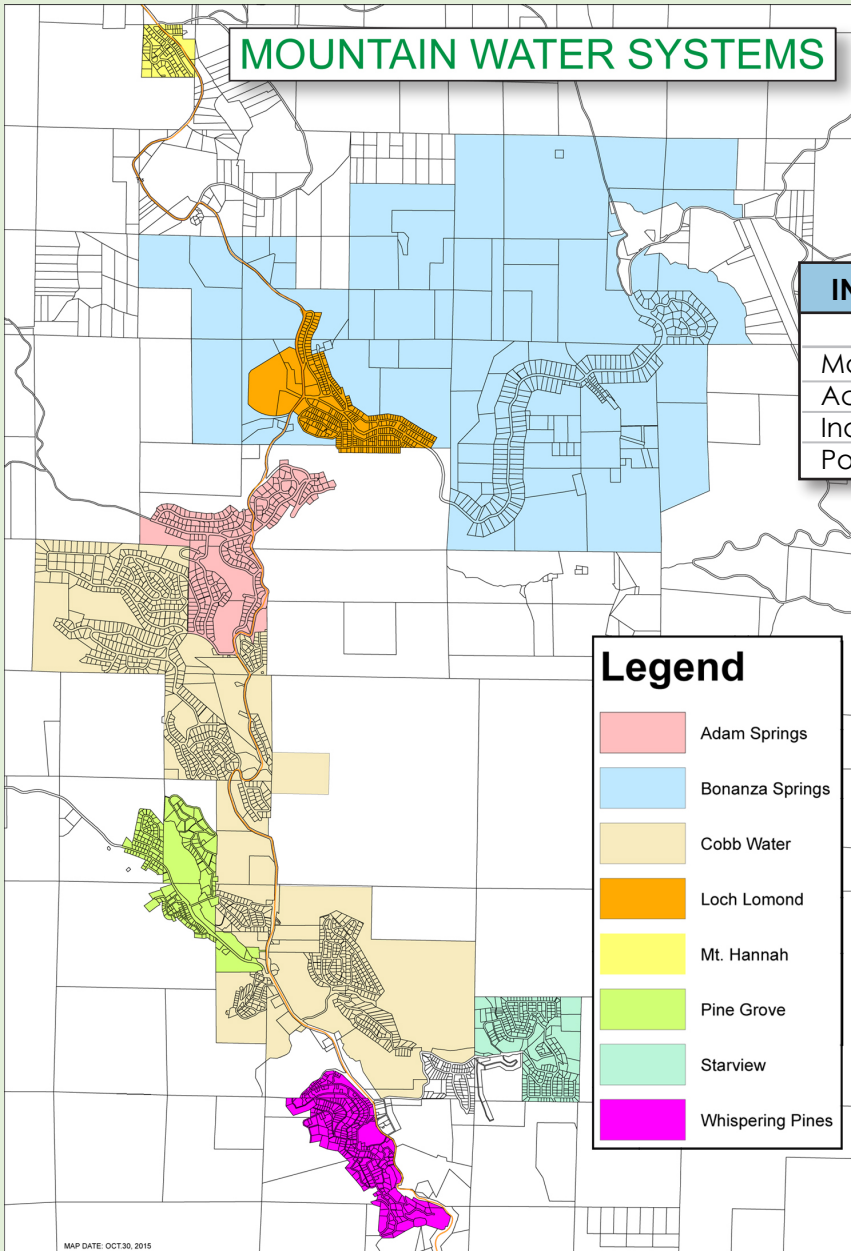 MOUNTAIN WATER SYSTEMS
Legend
Adam Springs
Bonanza Springs
Cobb Water
Loch Lomond
Mt. Hannah
Pine Grove
Starview
Whispering Pines
MAP DATE: OCT.30, 2015